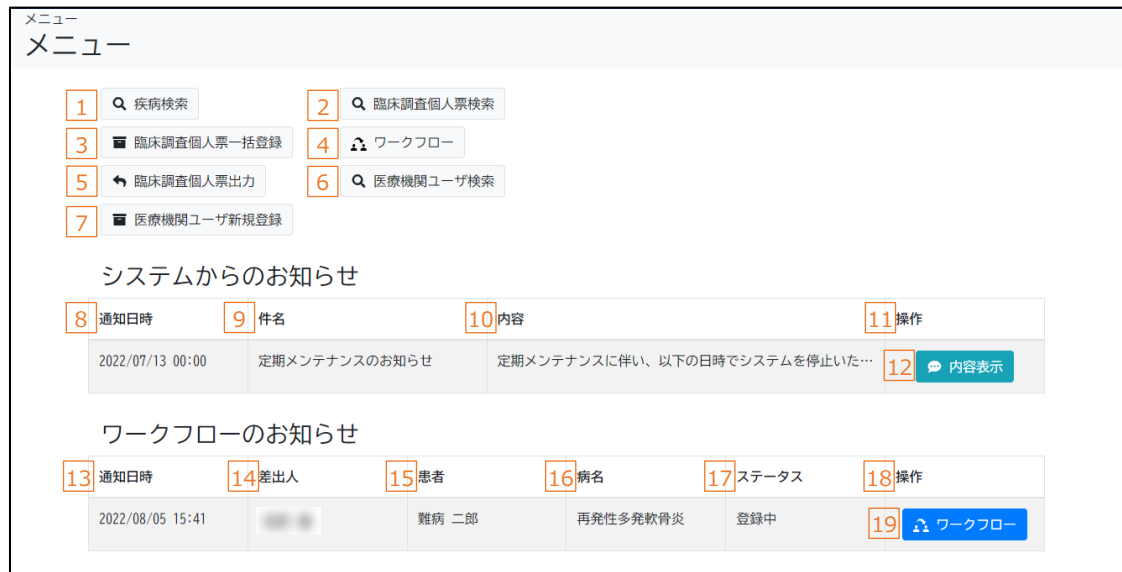 メニュー
メニュー
1 疾病検索 2 臨床調査個人票検索
3 臨床調査個人票一括登録 4 ワークフロー
5 臨床調査個人票出力 6 医療機関ユーザ検索
7 医療機関ユーザ新規登録
システムからのお知らせ
8 通知日時 9 件名 10 内容 11 操作
2022/07/13 00:00 定期メンテナンスのお知らせ 定期メンテナンスに伴い、以下の日時でシステムを停止いた… 12 内容表示
ワークフローのお知らせ
13 通知日時 14 差出人 15 患者 16 病名 17 ステータス 18 操作
2022/08/05 15:41 難病 二郎 再発性多発軟骨炎 登録中 19 ワークフロー